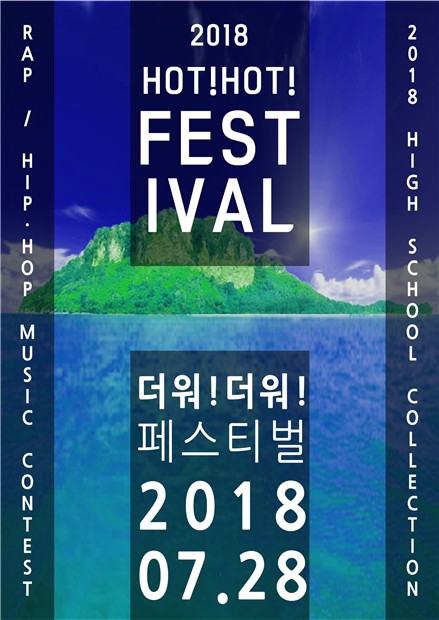 2018
HOT!HOT!
FEST
IVAL
더워!더워!
페스티벌
2018
07.28
RAP / HIP·HOP MUSIC CONTEST
2018 HIGH SCHOOL COLLECTION